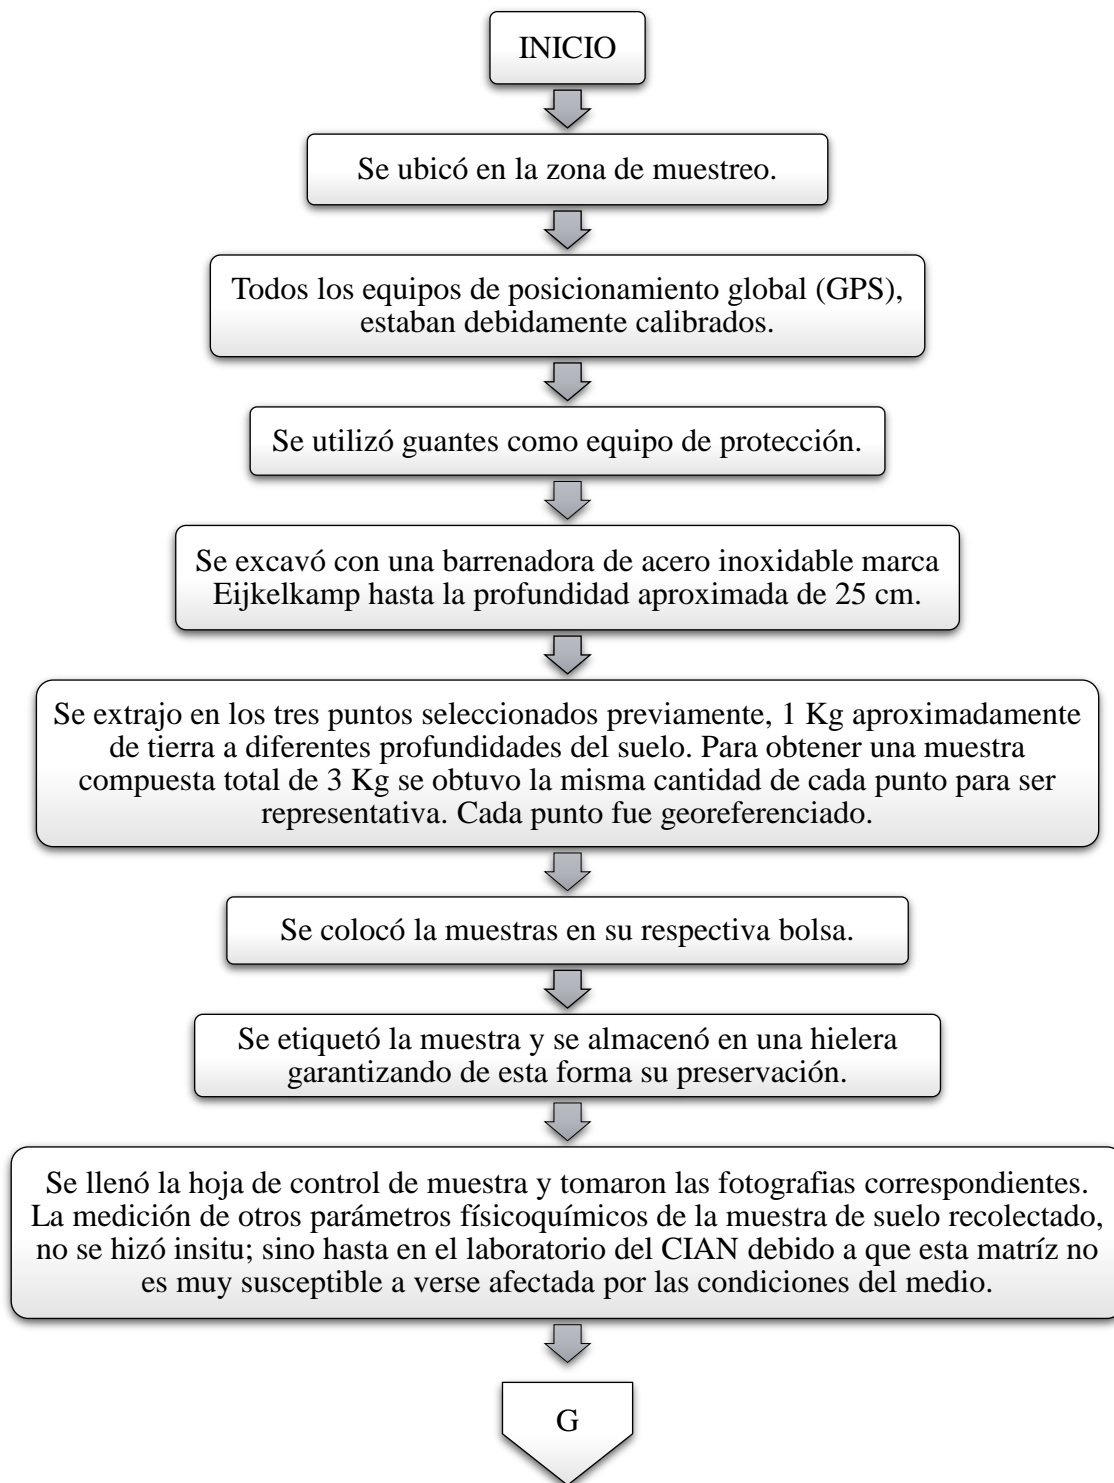 INICIO
Se ubicó en la zona de muestreo.
Todos los equipos de posicionamiento global (GPS),
estaban debidamente calibrados.
Se utilizó guantes como equipo de protección.
Se excavó con una barrenadora de acero inoxidable marca
Eijkelkamp hasta la profundidad aproximada de 25 cm.
Se extrajo en los tres puntos seleccionados previamente, 1 Kg aproximadamente
de tierra a diferentes profundidades del suelo. Para obtener una muestra
compuesta total de 3 Kg se obtuvo la misma cantidad de cada punto para ser
representativa. Cada punto fue georeferenciado.
Se colocó la muestras en su respectiva bolsa.
Se etiquetó la muestra y se almacenó en una hielera
garantizando de esta forma su preservación.
Se llenó la hoja de control de muestra y tomaron las fotografias correspondientes.
La medición de otros parámetros físicoquímicos de la muestra de suelo recolectado,
no se hizó insitu; sino hasta en el laboratorio del CIAN debido a que esta matríz no
es muy susceptible a verse afectada por las condiciones del medio.
G